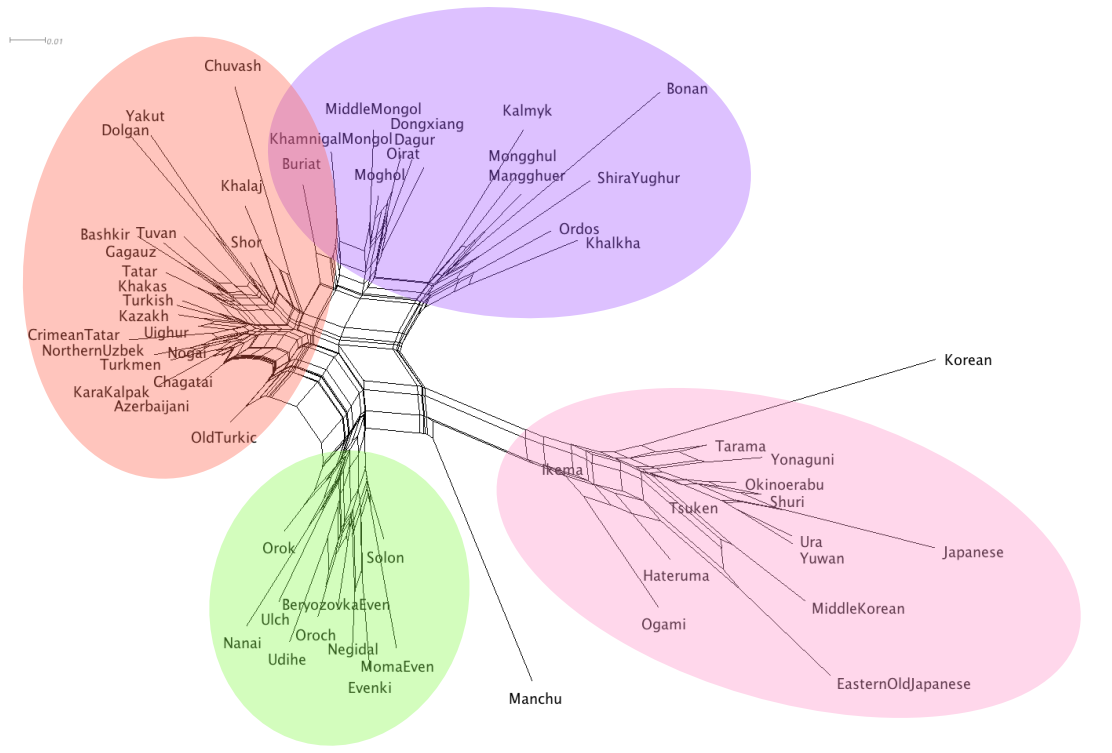 0.01
Chuvash
Yakut
Dolgan
Khalaj
Bashkir
Tuvan
Gagauz
Shor
Tatar
Khakas
Turkish
Kazakh
CrimeanTatar
Uighur
NorthernUzbek
Nogai
Turkmen
Chagatai
KaraKalpak
Azerbaijani
OldTurkic
MiddleMongol
Dongxiang
KhamnigalMongol
Dagur
Oirat
Buriat
Moghol
Kalmyk
Bonan
Mongghul
Mangghuer
ShiraYughur
Ordos
Khalkha
Korean
Tarama
Yonaguni
Ikema
Okinoerabu
Shuri
Tsuken
Ura
Yuwan
Japanese
Hateruma
MiddleKorean
Ogami
EasternOldJapanese
Orok
Solon
BeryozovkaEven
Ulch
Oroch
Nanai
Negidal
Udihe
MomaEven
Evenki
Manchu